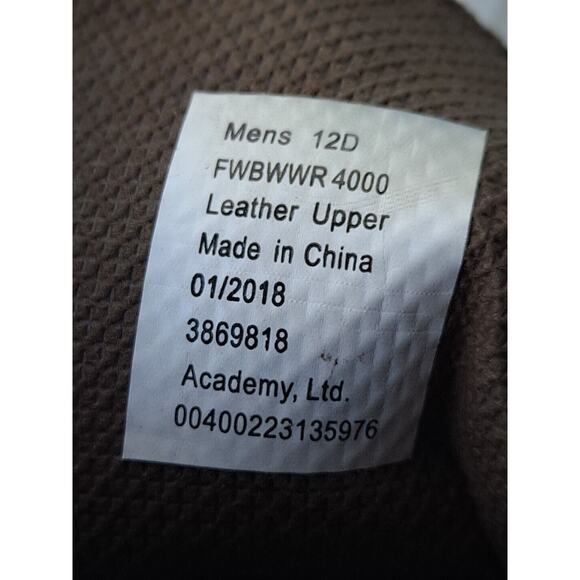 Mens 12D
FWBWWR 4000
Leather Upper
Made in China
01/2018
3869818
Academy, Ltd.
00400223135976